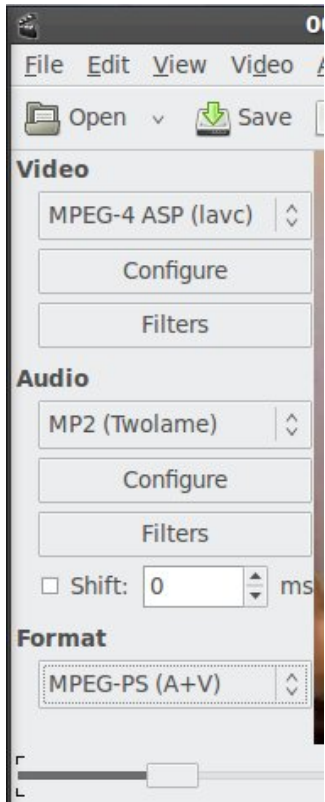 File Edit View Video
Open Save
Video
MPEG-4 ASP (lavc)
Configure
Filters
Audio
MP2 (Twolame)
Configure
Filters
Shift: 0 ms
Format
MPEG-PS (A+V)